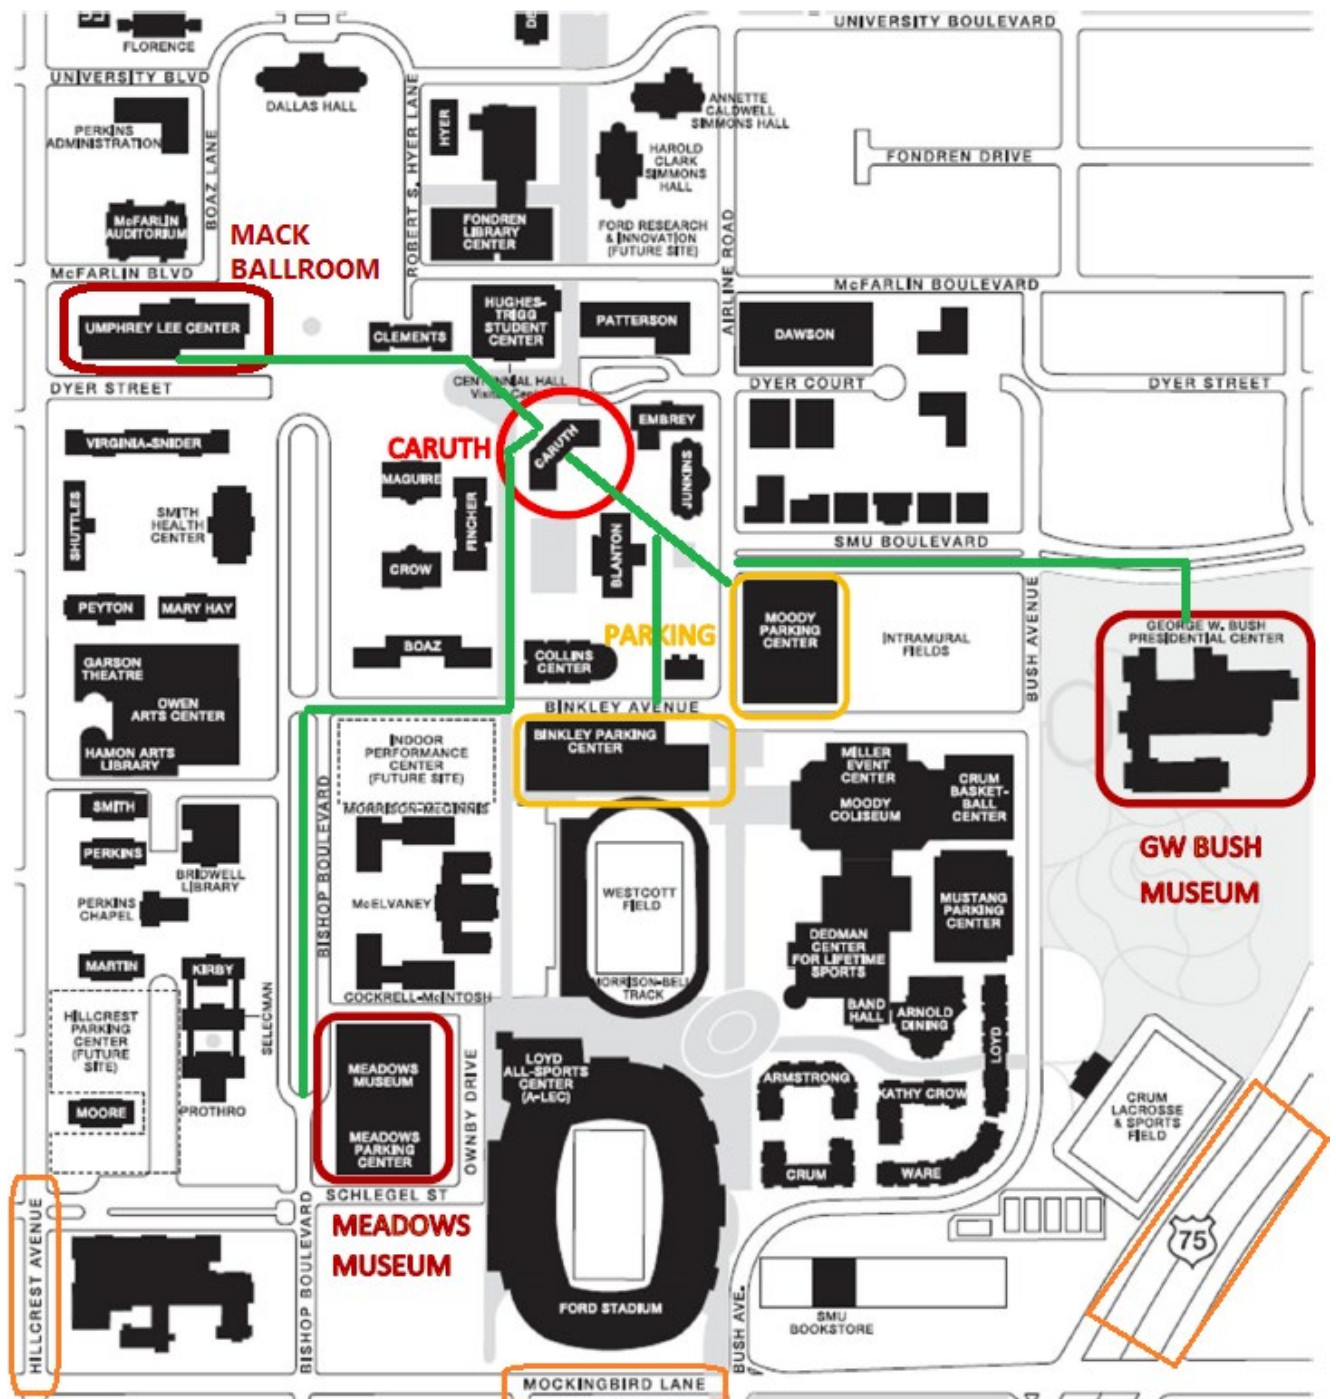 UNIVERSITY BOULEVARD
FLORENCE
UNIVERSITY BLVD
DALLAS HALL
ROBERT S. HYER LANE
HYER
ANNETTE
CALDWELL
SIMMONS HALL
PERKINS
ADMINISTRATION
BOAZ LANE
HAROLD
CLARK
SIMMONS
HALL
FONDREN DRIVE
McFARLIN
AUDITORIUM
FONDREN
LIBRARY
CENTER
FORD RESEARCH
& INNOVATION
(FUTURE SITE)
AIRLINE ROAD
MACK
BALLROOM
McFARLIN BLVD
McFARLIN BOULEVARD
UMPHREY LEE CENTER
CLEMENTS
HUGHES-
TRIGG
STUDENT
CENTER
PATTERSON
DAWSON
DYER STREET
CENTENNIAL HALL
Visitor Center
DYER COURT
DYER STREET
VIRGINIA-SNIDER
CARUTH
CARUTH
EMBREY
JUNKINS
MAGUIRE
FINCHER
SHUTTLES
SMITH
HEALTH
CENTER
CROW
BLANTON
SMU BOULEVARD
PEYTON
MARY HAY
PARKING
MOODY
PARKING
CENTER
INTRAMURAL
FIELDS
BUSH AVENUE
GEORGE W. BUSH
PRESIDENTIAL CENTER
BOAZ
COLLINS
CENTER
GARSON
THEATRE
OWEN
ARTS CENTER
HAMON ARTS
LIBRARY
BINKLEY AVENUE
BINKLEY PARKING
CENTER
INDOOR
PERFORMANCE
CENTER
(FUTURE SITE)
MILLER
EVENT
CENTER
MOODY
COLISEUM
CRUM
BASKET-
BALL
CENTER
BISHOP BOULEVARD
SMITH
PERKINS
BRIDWELL
LIBRARY
MORRISON-McGINNIS
GW BUSH
MUSEUM
PERKINS
CHAPEL
McELVANEY
WESTCOTT
FIELD
MUSTANG
PARKING
CENTER
DEDMAN
CENTER
FOR LIFETIME
SPORTS
MARTIN
KIRBY
COCKRELL-McINTOSH
MORRISON-BELL
TRACK
BAND
HALL
ARNOLD
DINING
LOYD
HILLCREST
PARKING
CENTER
(FUTURE
SITE)
SELECMAN
MEADOWS
MUSEUM
LOYD
ALL-SPORTS
CENTER
(A-LEC)
OWNBY DRIVE
ARMSTRONG
KATHY CROW
MOORE
PROTHRO
MEADOWS
PARKING
CENTER
CRUM
WARE
CRUM
LACROSSE
& SPORTS
FIELD
SCHLEGEL ST
HILLCREST AVENUE
BISHOP BOULEVARD
MEADOWS
MUSEUM
75
FORD STADIUM
BUSH AVE.
SMU
BOOKSTORE
MOCKINGBIRD LANE